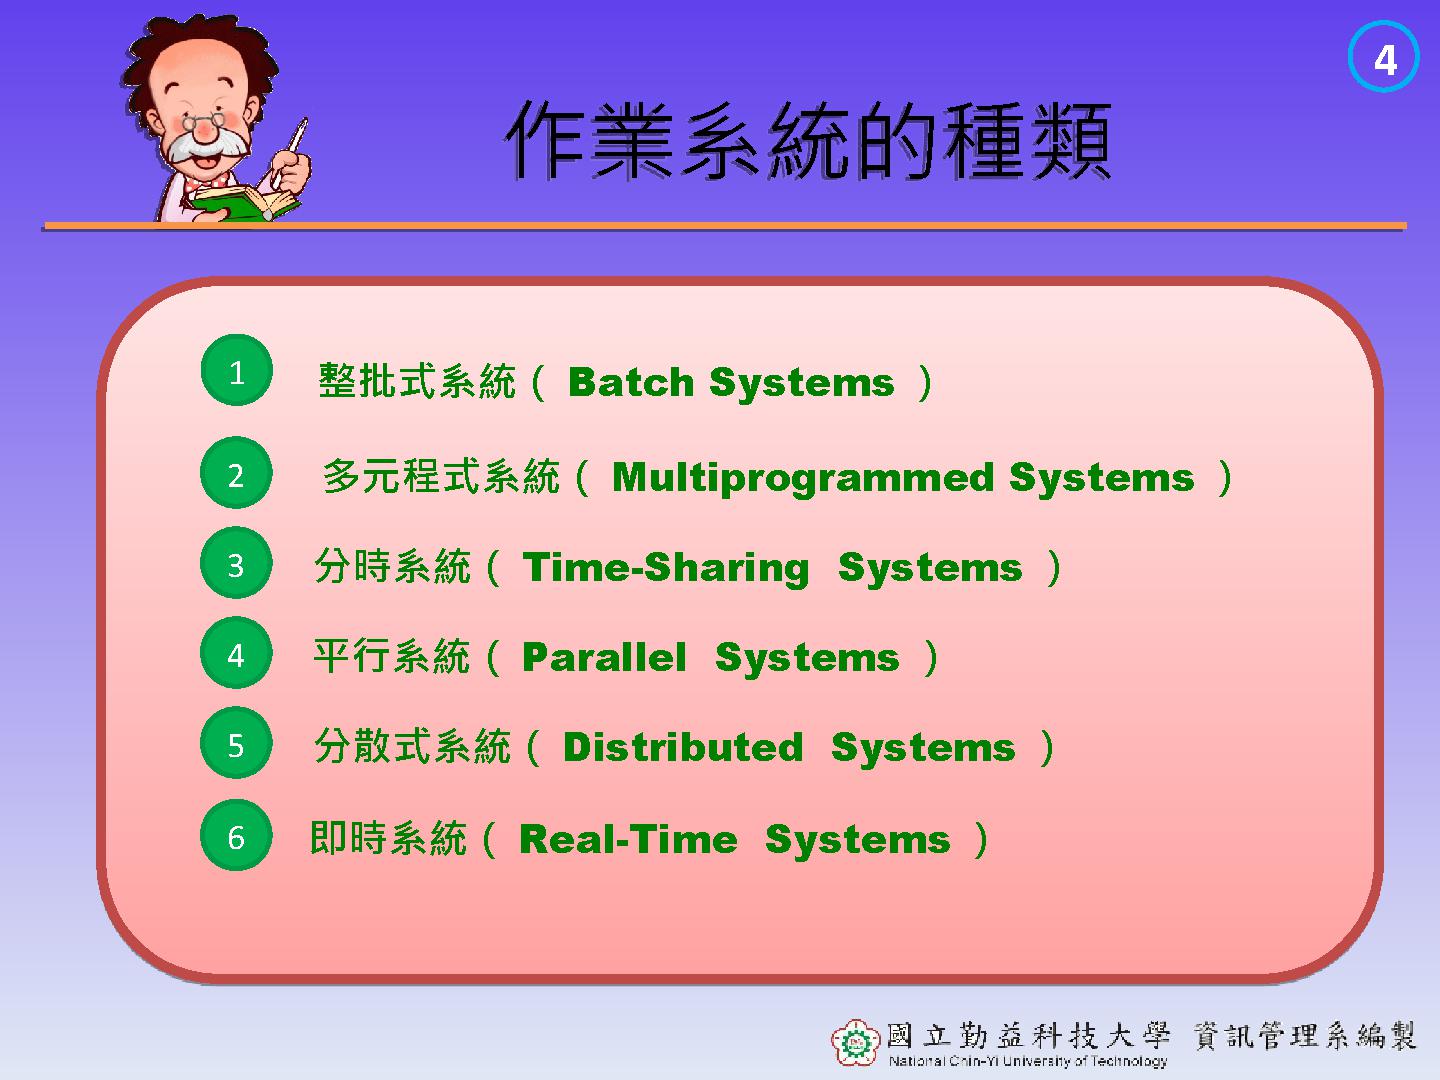 4
作業系統的種類
1 整批式系統（ Batch Systems ）
2 多元程式系統（ Multiprogrammed Systems ）
3 分時系統（ Time-Sharing Systems ）
4 平行系統（ Parallel Systems ）
5 分散式系統（ Distributed Systems ）
6 即時系統（ Real-Time Systems ）
國立勤益科技大學 資訊管理系編製
National Chin-Yi University of Technology